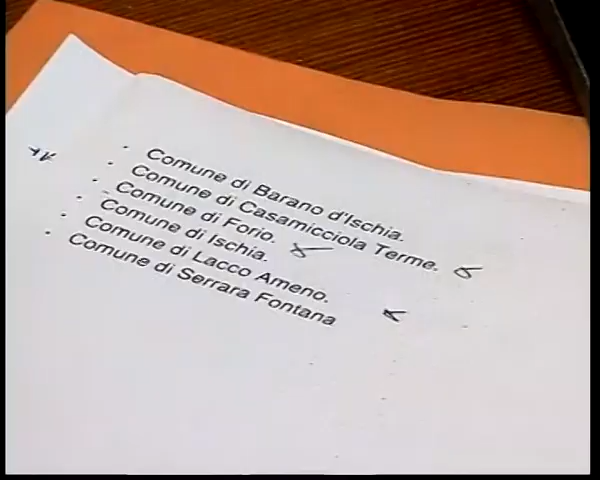 Comune di Barano d'Ischia.
Comune di Casamicciola Terme.
Comune di Forio.
Comune di Ischia.
Comune di Lacco Ameno.
Comune di Serrara Fontana